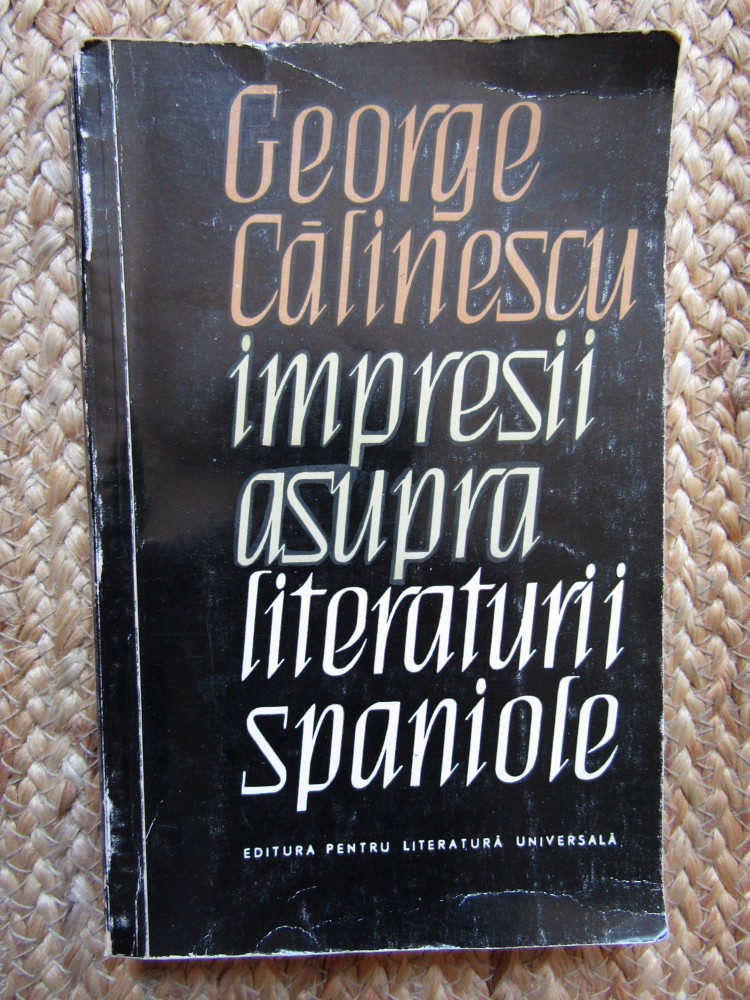 George
Călinescu
impresii
asupra
literaturii
spaniole
EDITURA PENTRU LITERATURĂ UNIVERSALĂ